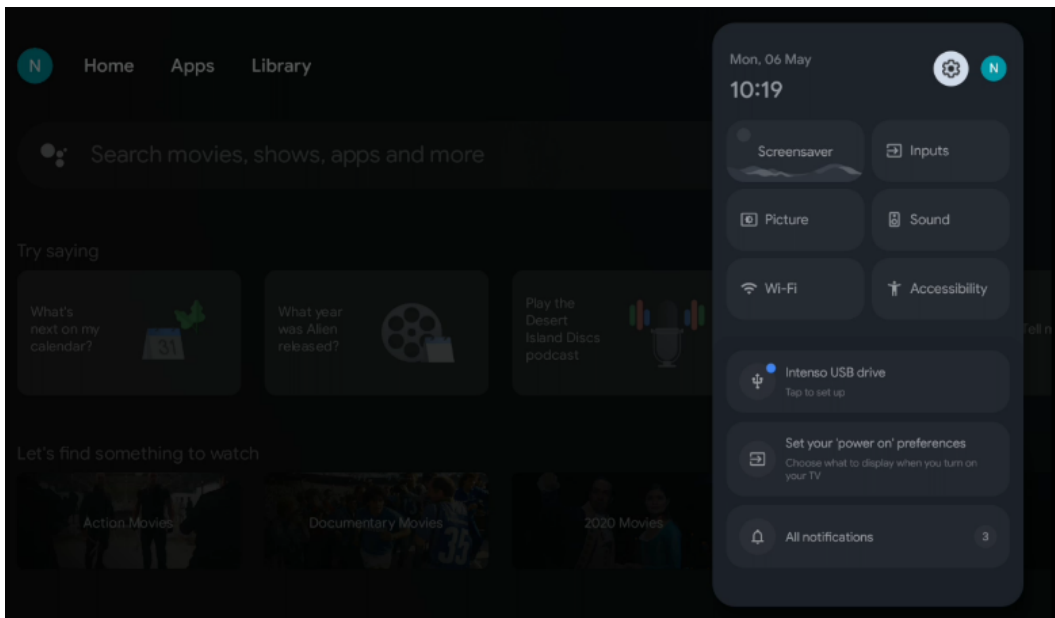 N
Home
Apps
Library
Search movies, shows, apps and more
Try saying
What's
next on my
calendar?
31
What year
was Alien
released?
Play the
Desert
Island Discs
podcast
Tell
Let's find something to watch
Action Movies
Documentary Movies
35
2020 Movies
Mon, 06 May
10:19
N
Screensaver
Inputs
Picture
Sound
Wi-Fi
Accessibility
Intenso USB drive
Tap to set up
Set your 'power on' preferences
Choose what to display when you turn on
your TV
All notifications
3